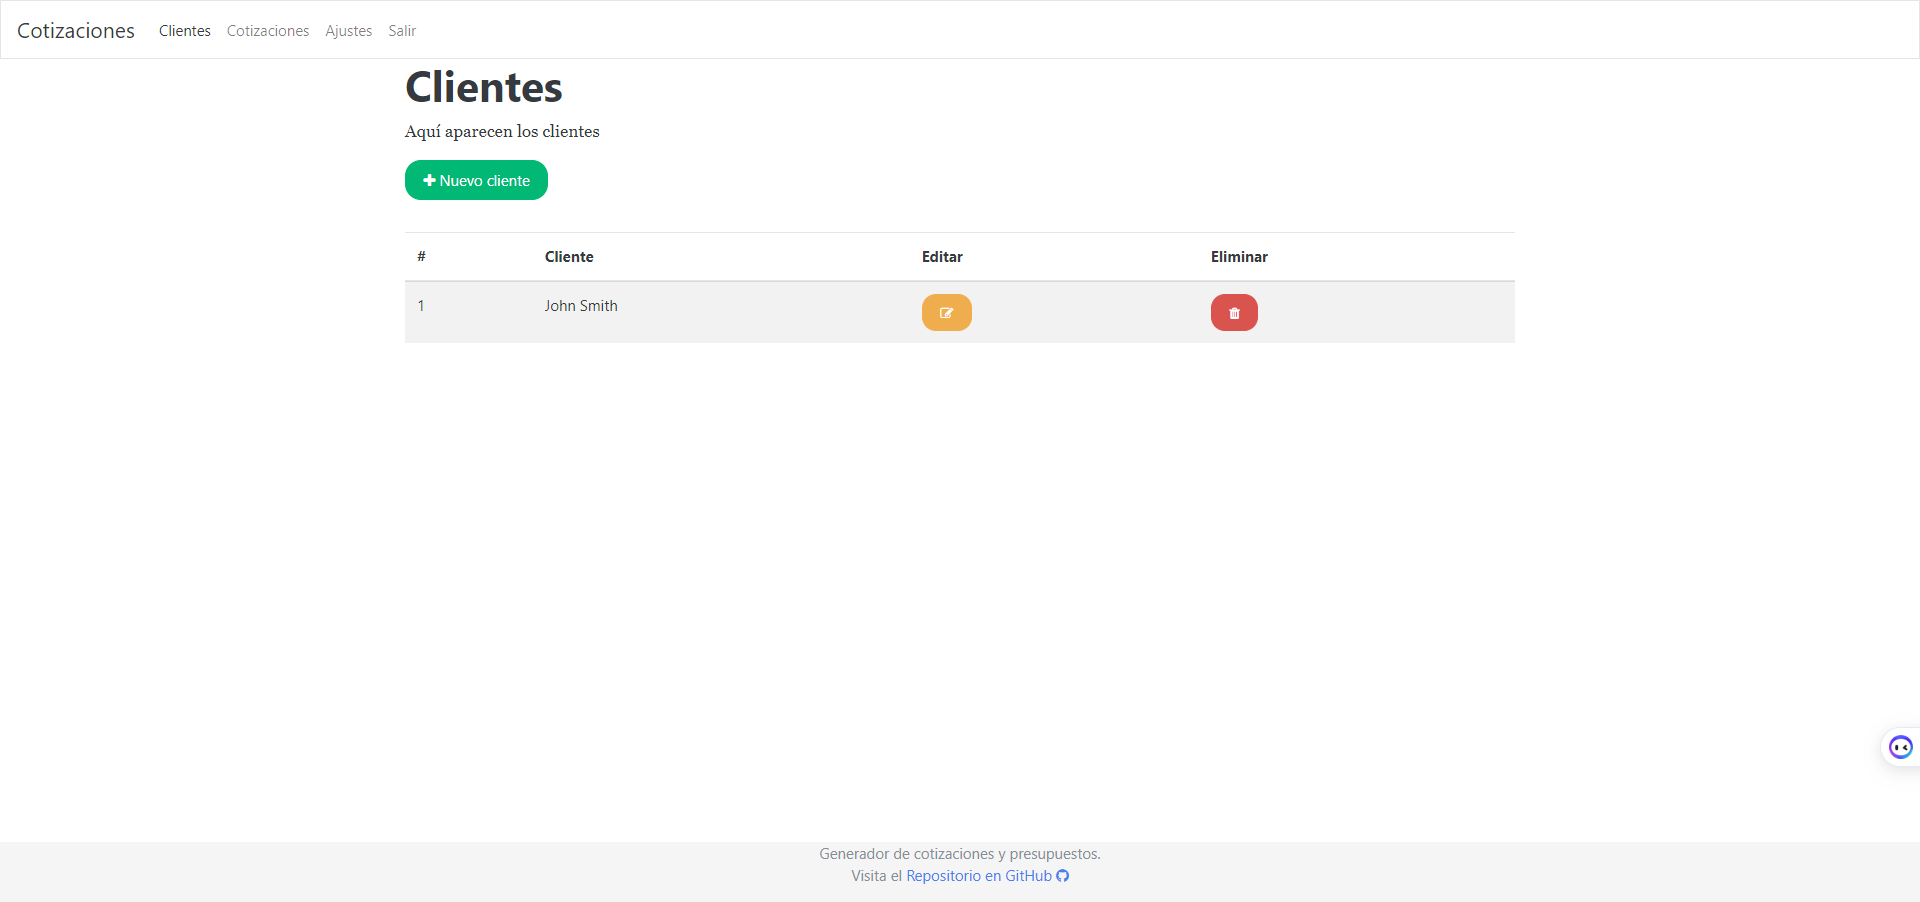 Cotizaciones Clientes Cotizaciones Ajustes Salir
Clientes
Aquí aparecen los clientes
Nuevo cliente
# Cliente Editar Eliminar
1 John Smith
Generador de cotizaciones y presupuestos.
Visita el Repositorio en GitHub